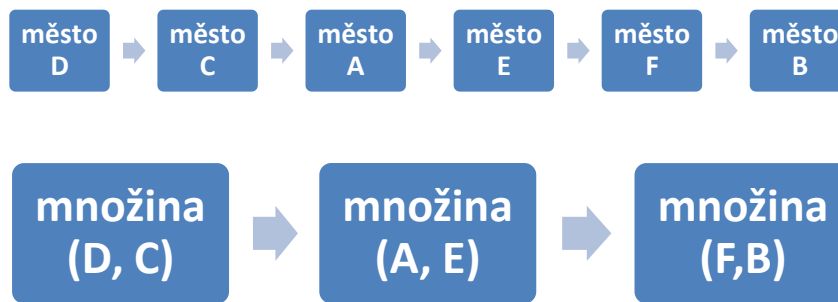 město
D
město
C
město
A
město
E
město
F
město
B
množina
(D, C)
množina
(A, E)
množina
(F,B)